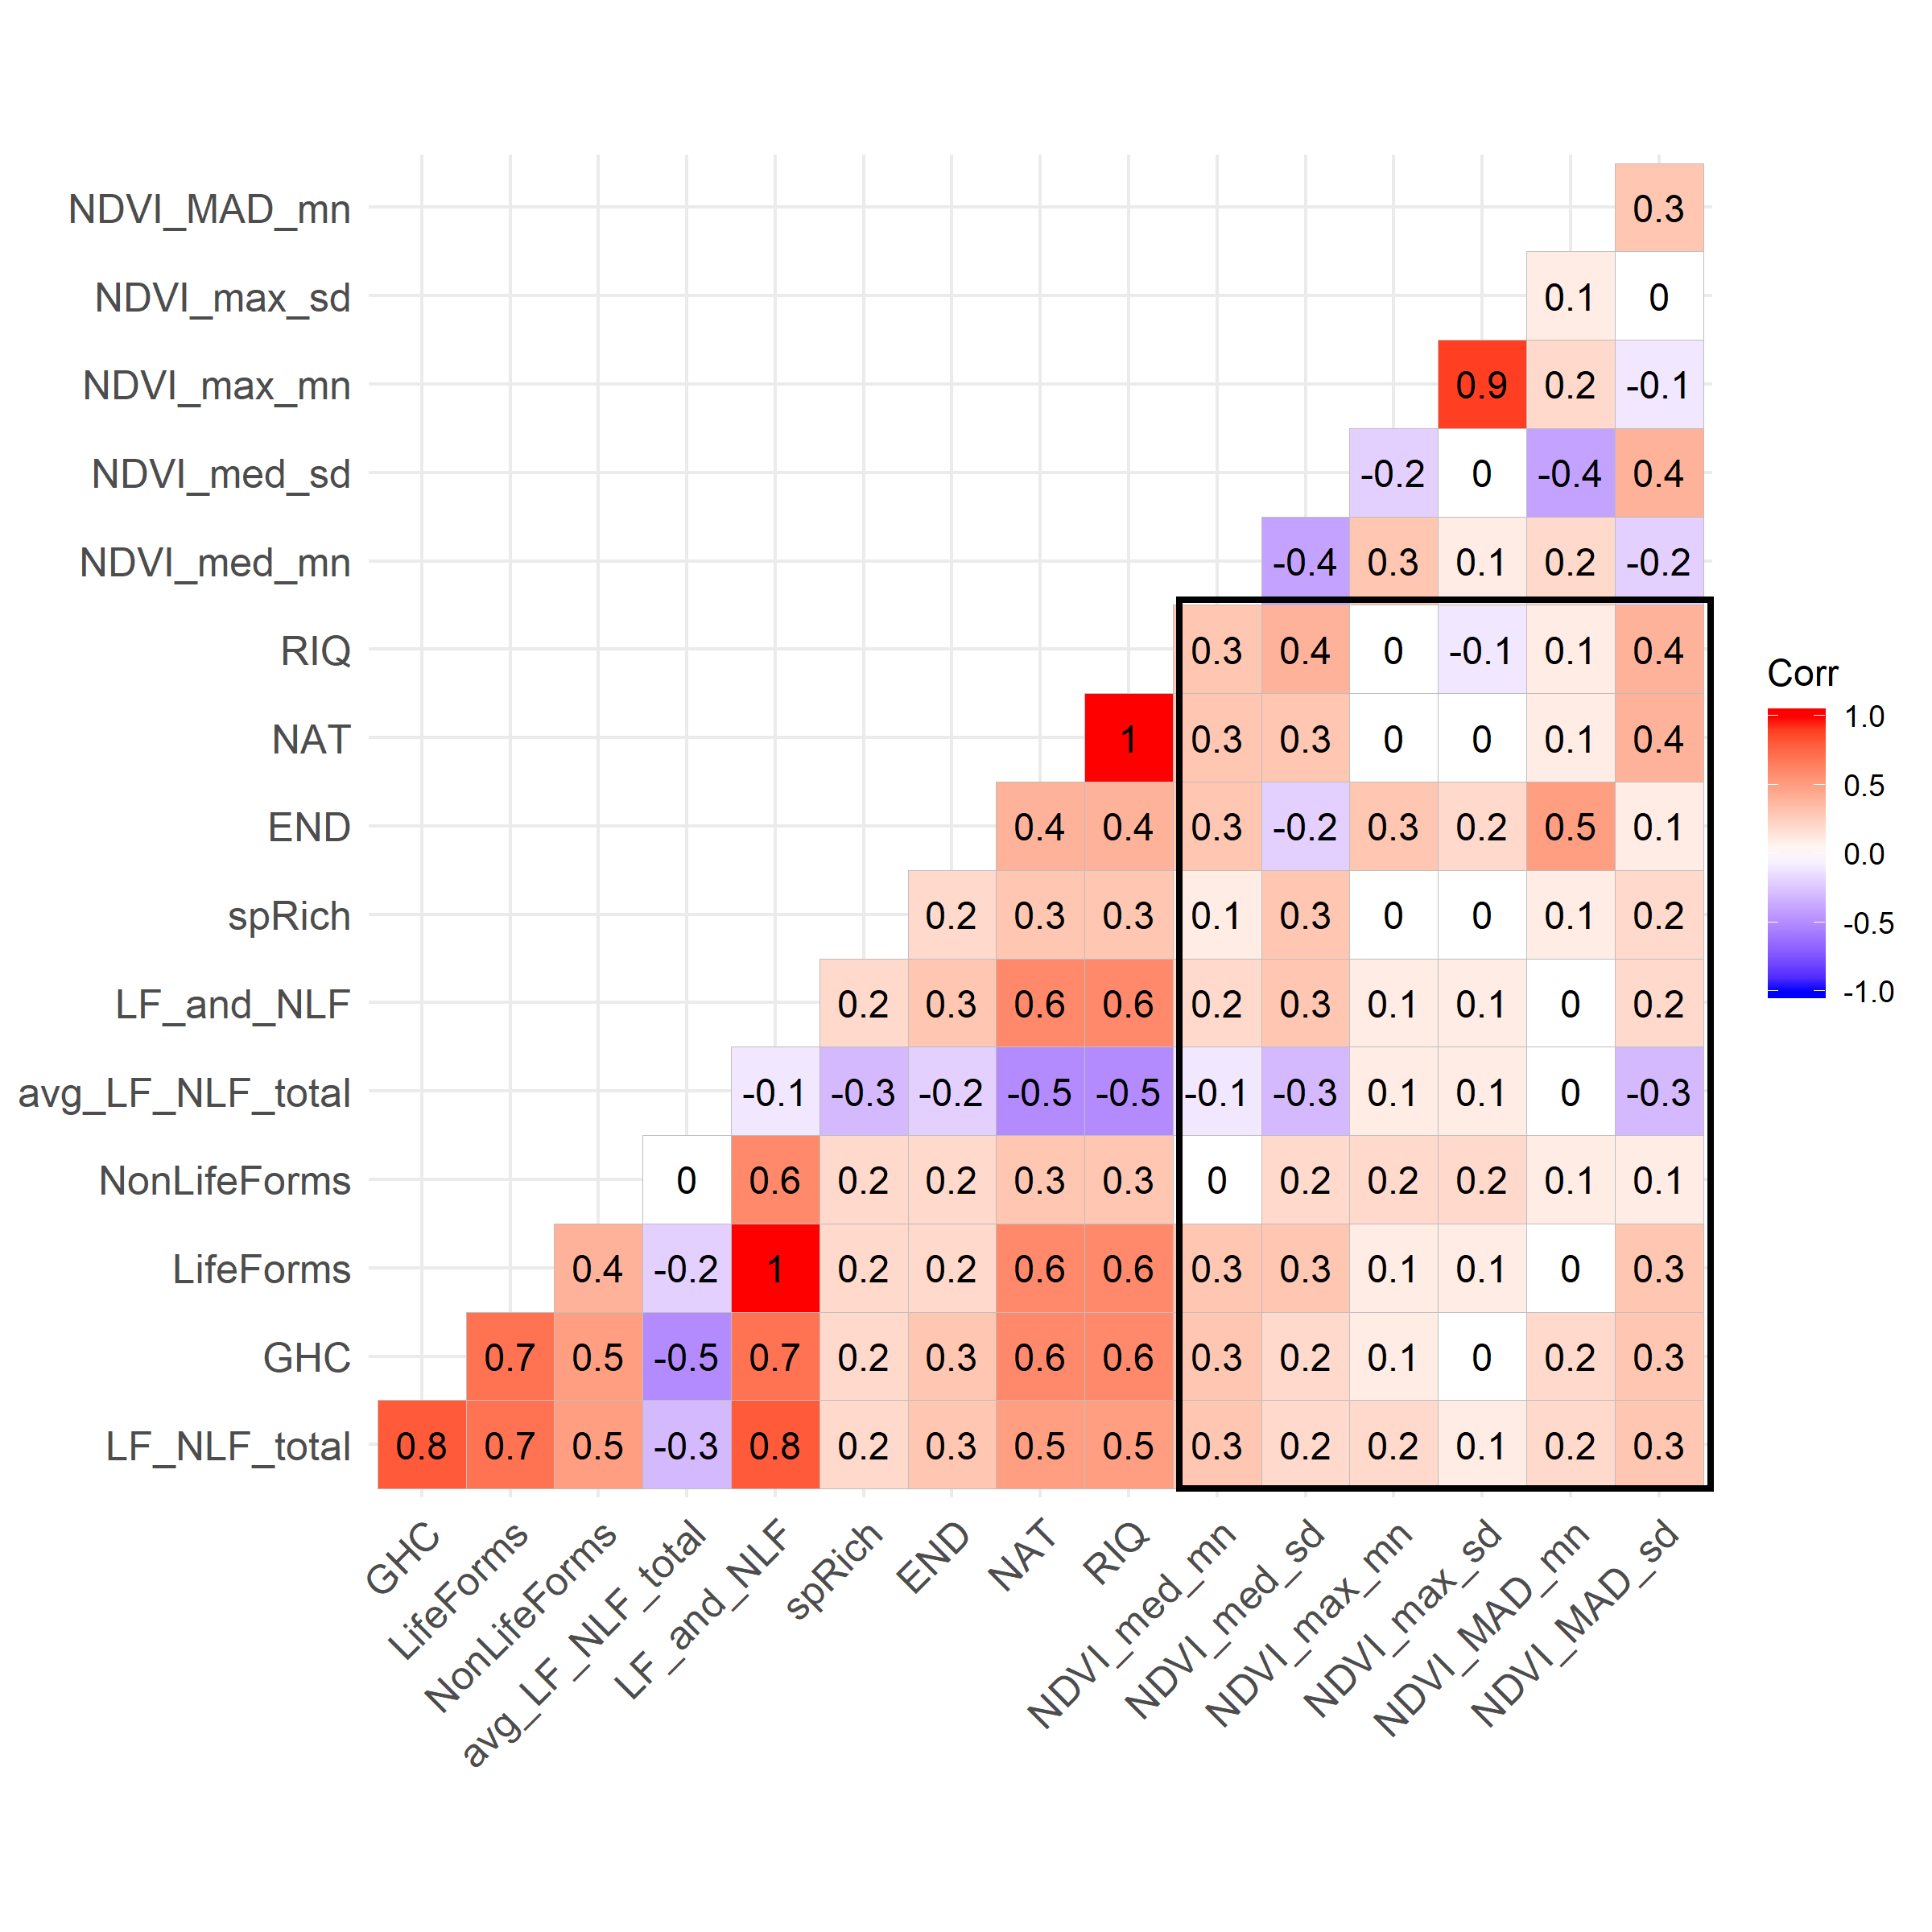 NDVI_MAD_mn 0.3
NDVI_max_sd 0.1 0
NDVI_max_mn 0.9 0.2 -0.1
NDVI_med_sd -0.2 0 -0.4 0.4
NDVI_med_mn -0.4 0.3 0.1 0.2 -0.2
RIQ 0.3 0.4 0 -0.1 0.1 0.4
NAT 1 0.3 0.3 0 0 0.1 0.4
END 0.4 0.4 0.3 -0.2 0.3 0.2 0.5 0.1
spRich 0.2 0.3 0.3 0.1 0.3 0 0 0.1 0.2
LF_and_NLF 0.2 0.3 0.6 0.6 0.2 0.3 0.1 0.1 0 0.2
avg_LF_NLF_total -0.1 -0.3 -0.2 -0.5 -0.5 -0.1 -0.3 0.1 0.1 0 -0.3
NonLifeForms 0 0.6 0.2 0.2 0.3 0.3 0 0.2 0.2 0.2 0.1 0.1
LifeForms 0.4 -0.2 1 0.2 0.2 0.6 0.6 0.3 0.3 0.1 0.1 0 0.3
GHC 0.7 0.5 -0.5 0.7 0.2 0.3 0.6 0.6 0.3 0.2 0.1 0 0.2 0.3
LF_NLF_total 0.8 0.7 0.5 -0.3 0.8 0.2 0.3 0.5 0.5 0.3 0.2 0.2 0.1 0.2 0.3
GHC
LifeForms
NonLifeForms
avg_LF_NLF_total
LF_and_NLF
spRich
END
NAT
RIQ
NDVI_med_mn
NDVI_med_sd
NDVI_max_mn
NDVI_max_sd
NDVI_MAD_mn
NDVI_MAD_sd
Corr
1.0
0.5
0.0
-0.5
-1.0